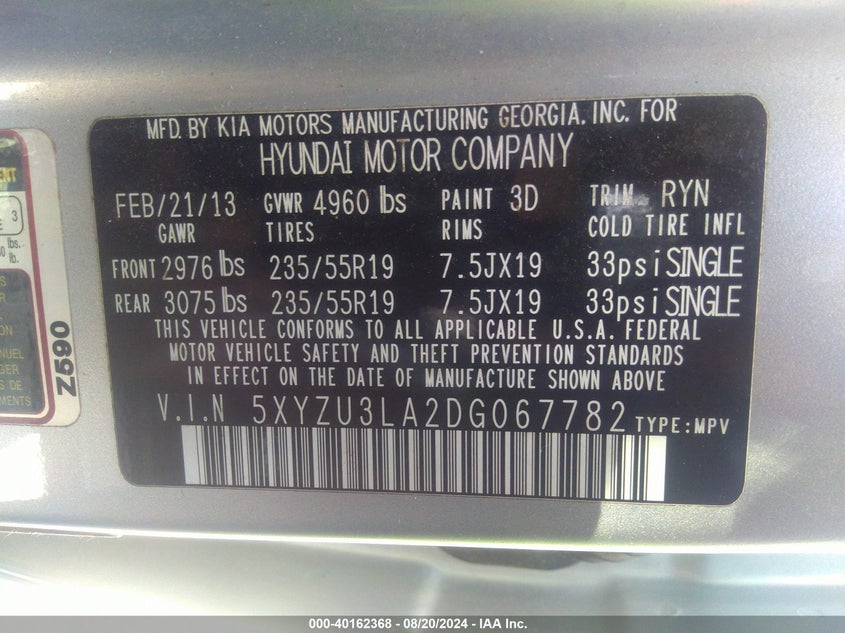 MFD. BY KIA MOTORS MANUFACTURING GEORGIA. INC. FOR
HYUNDAI MOTOR COMPANY
FEB/21/13 GVWR 4960 lbs PAINT 3D TRIM RYN
GAWR TIRES RIMS COLD TIRE INFL
FRONT 2976 lbs 235/55R19 7.5JX19 33psi SINGLE
REAR 3075 lbs 235/55R19 7.5JX19 33psi SINGLE
THIS VEHICLE CONFORMS TO ALL APPLICABLE U.S.A. FEDERAL
MOTOR VEHICLE SAFETY AND THEFT PREVENTION STANDARDS
IN EFFECT ON THE DATE OF MANUFACTURE SHOWN ABOVE
V.I.N 5XYZU3LA2DG067782 TYPE:MPV
3
lbs.
lb.
DE
Z590
000-40162368 - 08/20/2024 - IAA Inc.